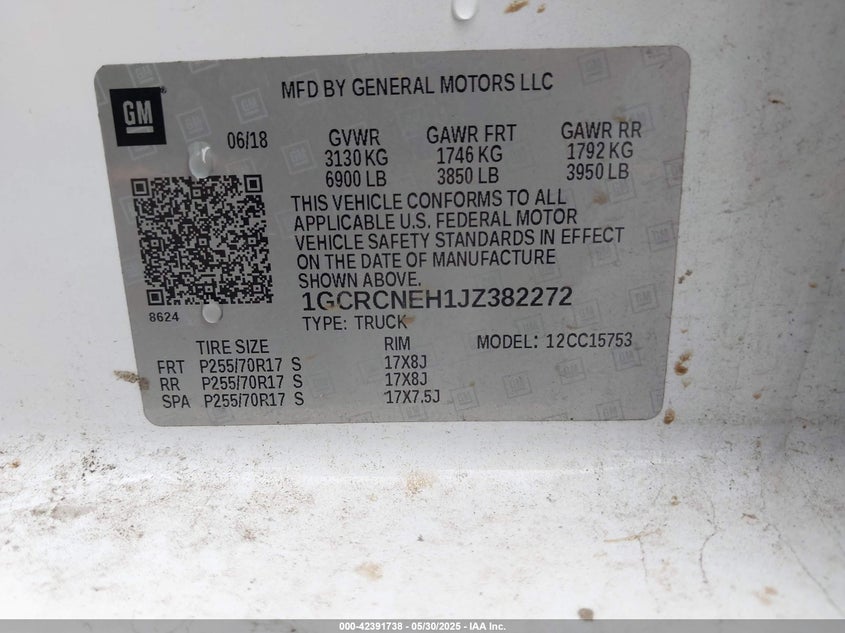 MFD BY GENERAL MOTORS LLC
GM ®
06/18
GVWR GAWR FRT GAWR RR
3130 KG 1746 KG 1792 KG
6900 LB 3850 LB 3950 LB
THIS VEHICLE CONFORMS TO ALL
APPLICABLE U.S. FEDERAL MOTOR
VEHICLE SAFETY STANDARDS IN EFFECT
ON THE DATE OF MANUFACTURE
SHOWN ABOVE.
1GCRCNEH1JZ382272
8624
TYPE: TRUCK
TIRE SIZE RIM MODEL: 12CC15753
FRT P255/70R17 S 17X8J
RR P255/70R17 S 17X8J
SPA P255/70R17 S 17X7.5J
000-42391738 - 05/30/2025 - IAA Inc.